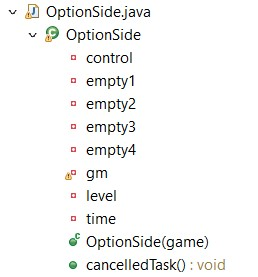 OptionSide.java
OptionSide
control
empty1
empty2
empty3
empty4
gm
level
time
OptionSide(game)
cancelledTask() : void